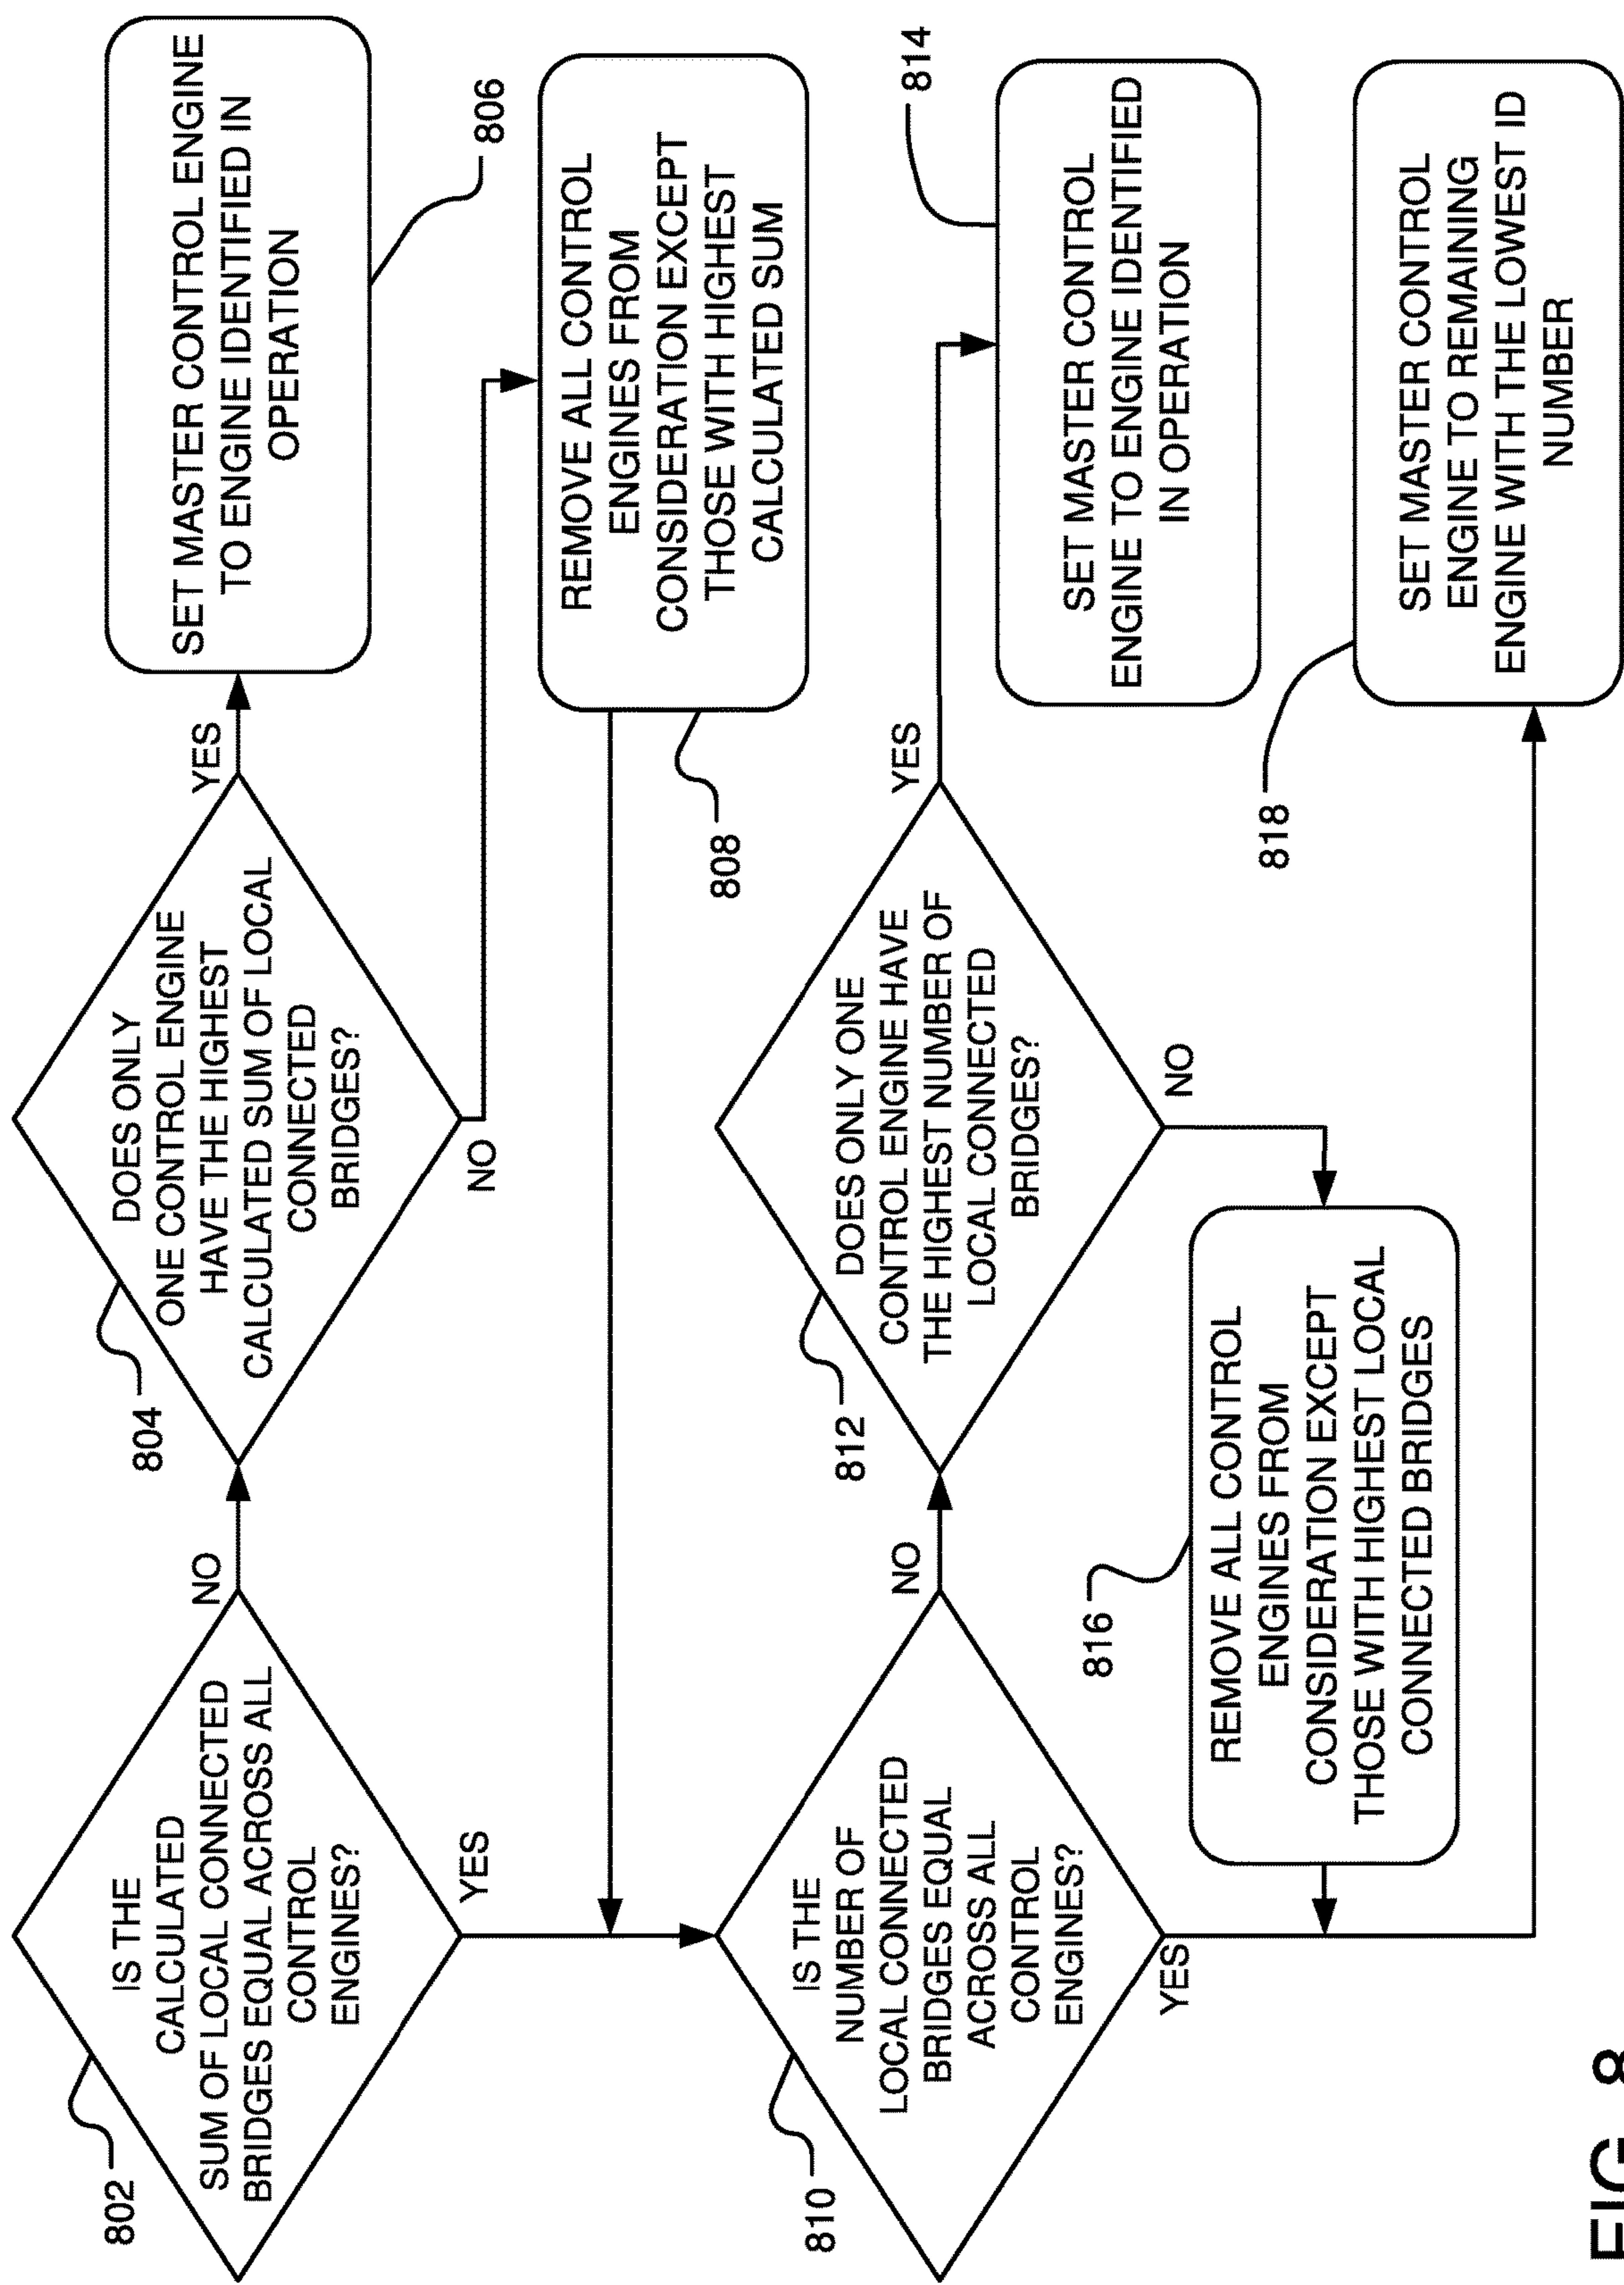 IS THE
CALCULATED
SUM OF LOCAL CONNECTED
BRIDGES EQUAL ACROSS ALL
CONTROL
ENGINES?
802
NO
YES
DOES ONLY
ONE CONTROL ENGINE
HAVE THE HIGHEST
CALCULATED SUM OF LOCAL
CONNECTED
BRIDGES?
804
YES
NO
SET MASTER CONTROL ENGINE
TO ENGINE IDENTIFIED IN
OPERATION
806
REMOVE ALL CONTROL
ENGINES FROM
CONSIDERATION EXCEPT
THOSE WITH HIGHEST
CALCULATED SUM
808
IS THE
NUMBER OF
LOCAL CONNECTED
BRIDGES EQUAL
ACROSS ALL
CONTROL
ENGINES?
810
NO
YES
DOES ONLY ONE
CONTROL ENGINE HAVE
THE HIGHEST NUMBER OF
LOCAL CONNECTED
BRIDGES?
812
YES
NO
SET MASTER CONTROL
ENGINE TO ENGINE IDENTIFIED
IN OPERATION
814
REMOVE ALL CONTROL
ENGINES FROM
CONSIDERATION EXCEPT
THOSE WITH HIGHEST LOCAL
CONNECTED BRIDGES
816
SET MASTER CONTROL
ENGINE TO REMAINING
ENGINE WITH THE LOWEST ID
NUMBER
818
FIG. 8